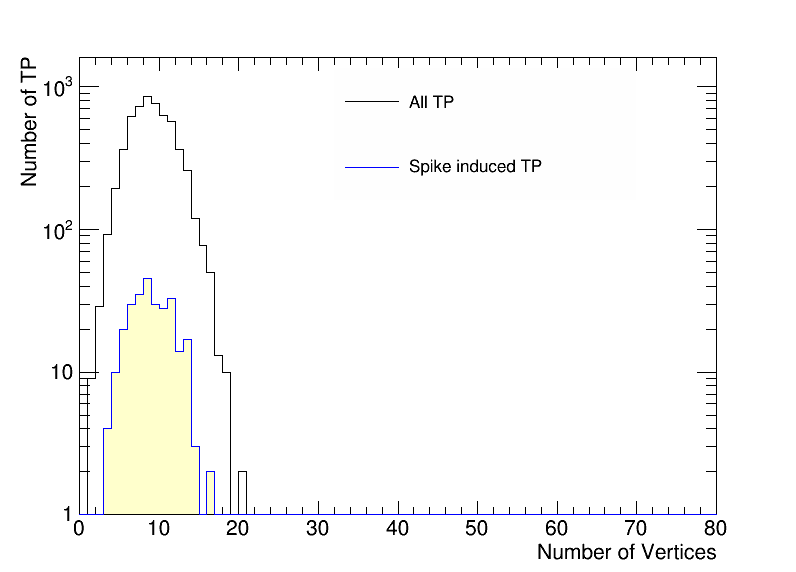 Number of TP
10³
10²
10
1
All TP
Spike induced TP
0 10 20 30 40 50 60 70 80
Number of Vertices